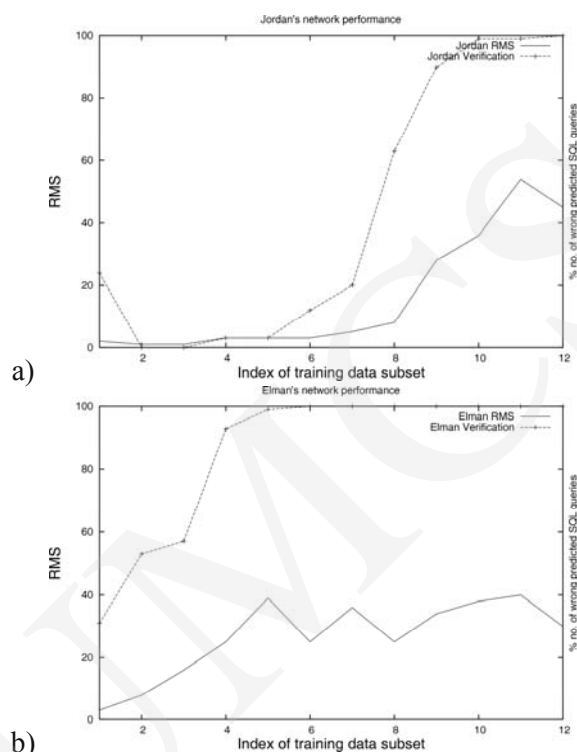 Jordan's network performance
100
80
60
40
20
0
RMS
Jordan RMS
Jordan Verification
% no. of wrong predicted SQL queries
2 4 6 8 10 12
Index of training data subset
a)
Elman's network performance
100
80
60
40
20
0
RMS
Elman RMS
Elman Verification
% no. of wrong predicted SQL queries
2 4 6 8 10 12
Index of training data subset
b)